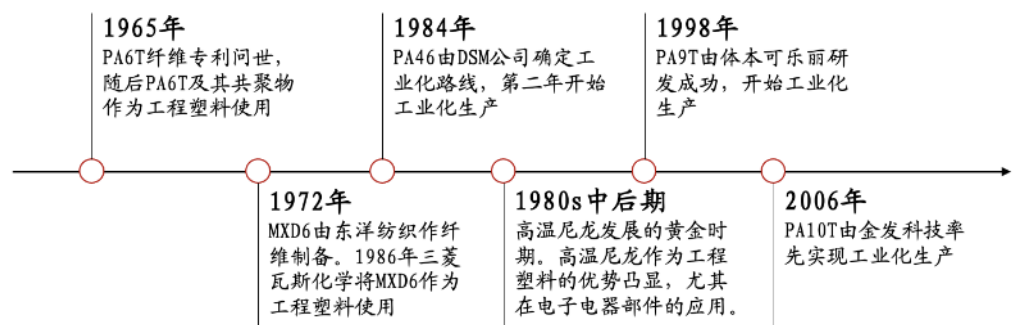 1965年
PA6T纤维专利问世，
随后PA6T及其共聚物
作为工程塑料使用
1972年
MXD6由东洋纺织作纤
维制备。1986年三菱
瓦斯化学将MXD6作为
工程塑料使用
1984年
PA46由DSM公司确定工
业化路线，第二年开始
工业化生产
1980s中后期
高温尼龙发展的黄金时
期。高温尼龙作为工程
塑料的优势凸显，尤其
在电子电器部件的应用。
1998年
PA9T由体本可乐丽研
发成功，开始工业化
生产
2006年
PA10T由金发科技率
先实现工业化生产